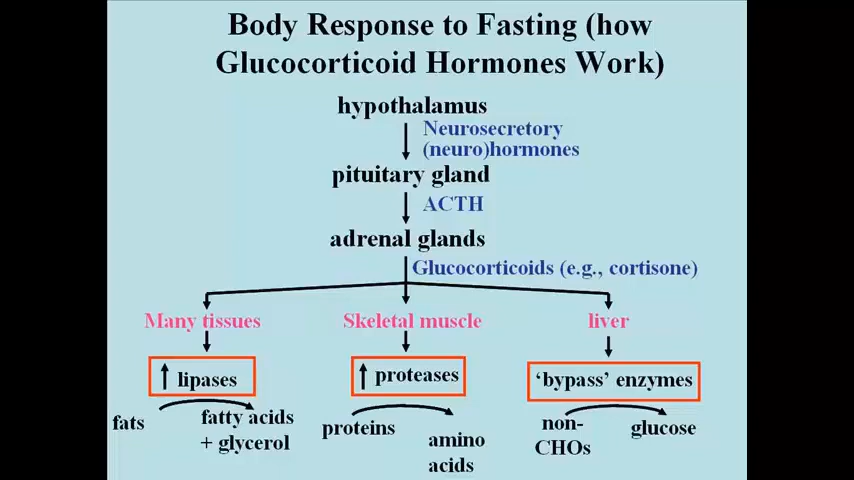 Body Response to Fasting (how
Glucocorticoid Hormones Work)
hypothalamus
Neurosecretory
(neuro)hormones
pituitary gland
ACTH
adrenal glands
Glucocorticoids (e.g., cortisone)
Many tissues
Skeletal muscle
liver
lipases
proteases
‘bypass’ enzymes
fats
fatty acids
+ glycerol
proteins
amino
acids
non-
CHOs
glucose